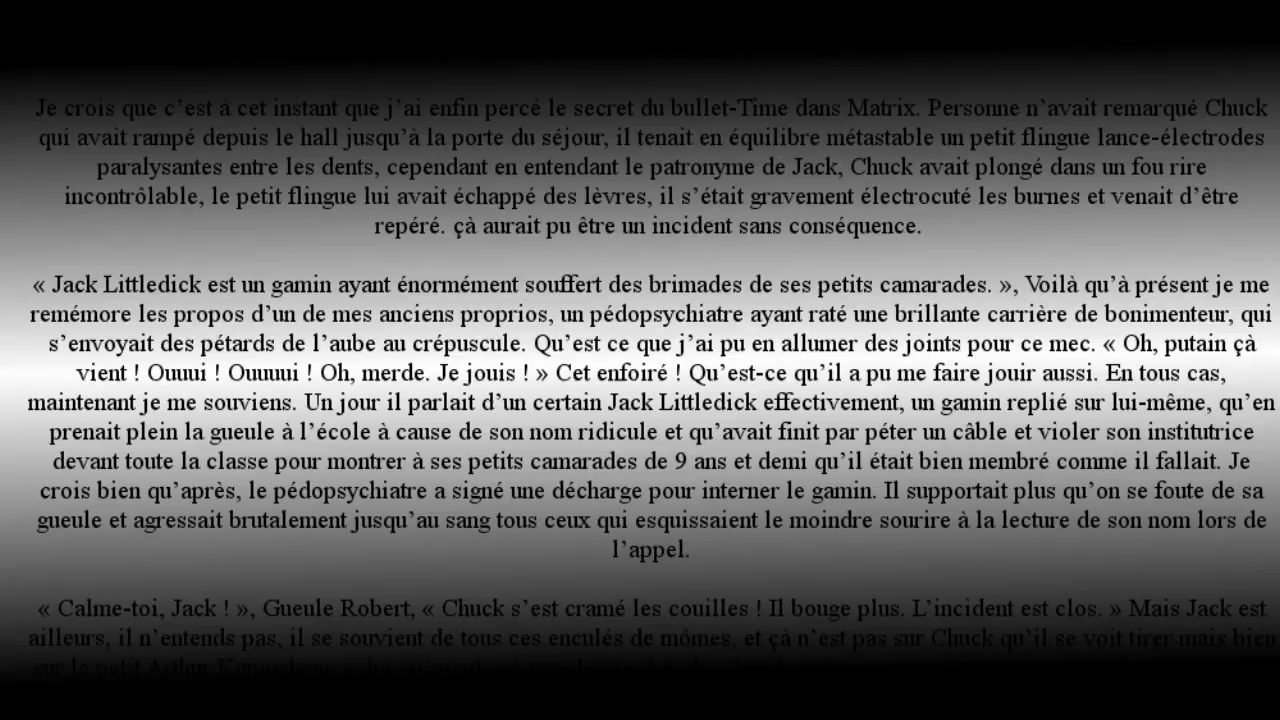 Je crois que c’est à cet instant que j’ai enfin percé le secret du bullet-Time dans Matrix. Personne n’avait remarqué Chuck
qui avait rampé depuis le hall jusqu’à la porte du séjour, il tenait en équilibre métastable un petit flingue lance-électrodes
paralysantes entre les dents, cependant en entendant le patronyme de Jack, Chuck avait plongé dans un fou rire
incontrôlable, le petit flingue lui avait échappé des lèvres, il s’était gravement électrocuté les burnes et venait d’être
repéré. çà aurait pu être un incident sans conséquence.
« Jack Littledick est un gamin ayant énormément souffert des brimades de ses petits camarades. », Voilà qu’à présent je me
remémore les propos d’un de mes anciens proprios, un pédopsychiatre ayant raté une brillante carrière de bonimenteur, qui
s’envoyait des pétards de l’aube au crépuscule. Qu’est ce que j’ai pu en allumer des joints pour ce mec. « Oh, putain çà
vient ! Ouuui ! Ouuuui ! Oh, merde. Je jouis ! » Cet enfoiré ! Qu’est-ce qu’il a pu me faire jouir aussi. En tous cas,
maintenant je me souviens. Un jour il parlait d’un certain Jack Littledick effectivement, un gamin replié sur lui-même, qu’en
prenait plein la gueule à l’école à cause de son nom ridicule et qu’avait finit par péter un câble et violer son institutrice
devant toute la classe pour montrer à ses petits camarades de 9 ans et demi qu’il était bien membré comme il fallait. Je
crois bien qu’après, le pédopsychiatre a signé une décharge pour interner le gamin. Il supportait plus qu’on se foute de sa
gueule et agressait brutalement jusqu’au sang tous ceux qui esquissaient le moindre sourire à la lecture de son nom lors de
l’appel.
« Calme-toi, Jack ! », Gueule Robert, « Chuck s’est cramé les couilles ! Il bouge plus. L’incident est clos. » Mais Jack est
ailleurs, il n’entends pas, il se souvient de tous ces enculés de mômes, et çà n’est pas sur Chuck qu’il se voit tirer mais bien
sur le petit Arthur